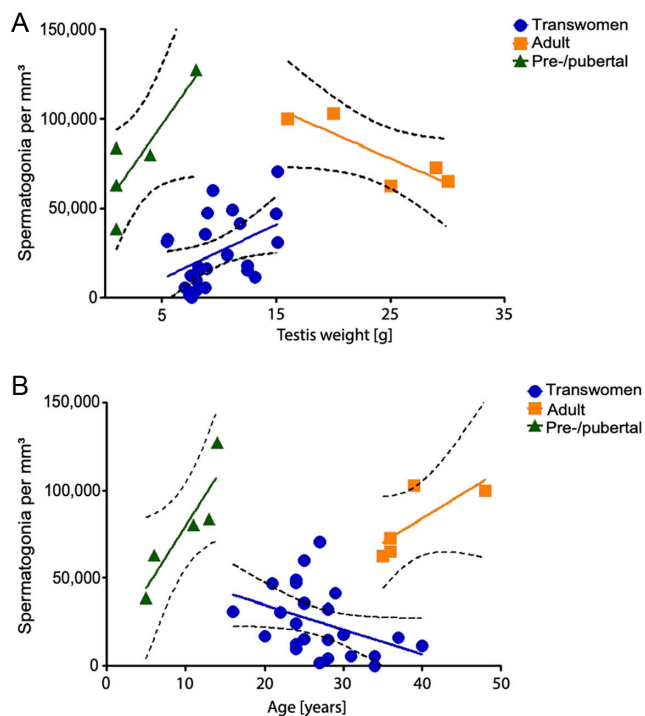 A
150,000
100,000
50,000
0
Spermatogonia per mm³
5
15
25
35
Testis weight [g]
Transwomen
Adult
Pre-/pubertal
B
150,000
100,000
50,000
0
Spermatogonia per mm³
0
10
20
30
40
50
Age [years]
Transwomen
Adult
Pre-/pubertal